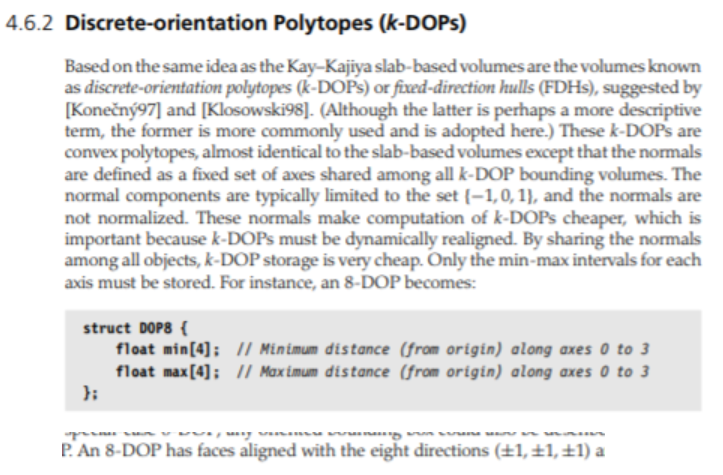 4.6.2 Discrete-orientation Polytopes (k-DOPs)
Based on the same idea as the Kay–Kajiya slab-based volumes are the volumes known
as discrete-orientation polytopes (k-DOPs) or fixed-direction hulls (FDHs), suggested by
[Konečný97] and [Klosowski98]. (Although the latter is perhaps a more descriptive
term, the former is more commonly used and is adopted here.) These k-DOPs are
convex polytopes, almost identical to the slab-based volumes except that the normals
are defined as a fixed set of axes shared among all k-DOP bounding volumes. The
normal components are typically limited to the set {−1, 0, 1}, and the normals are
not normalized. These normals make computation of k-DOPs cheaper, which is
important because k-DOPs must be dynamically realigned. By sharing the normals
among all objects, k-DOP storage is very cheap. Only the min-max intervals for each
axis must be stored. For instance, an 8-DOP becomes:
struct DOP8 {
float min[4]; // Minimum distance (from origin) along axes 0 to 3
float max[4]; // Maximum distance (from origin) along axes 0 to 3
};
P. An 8-DOP has faces aligned with the eight directions (±1, ±1, ±1) a